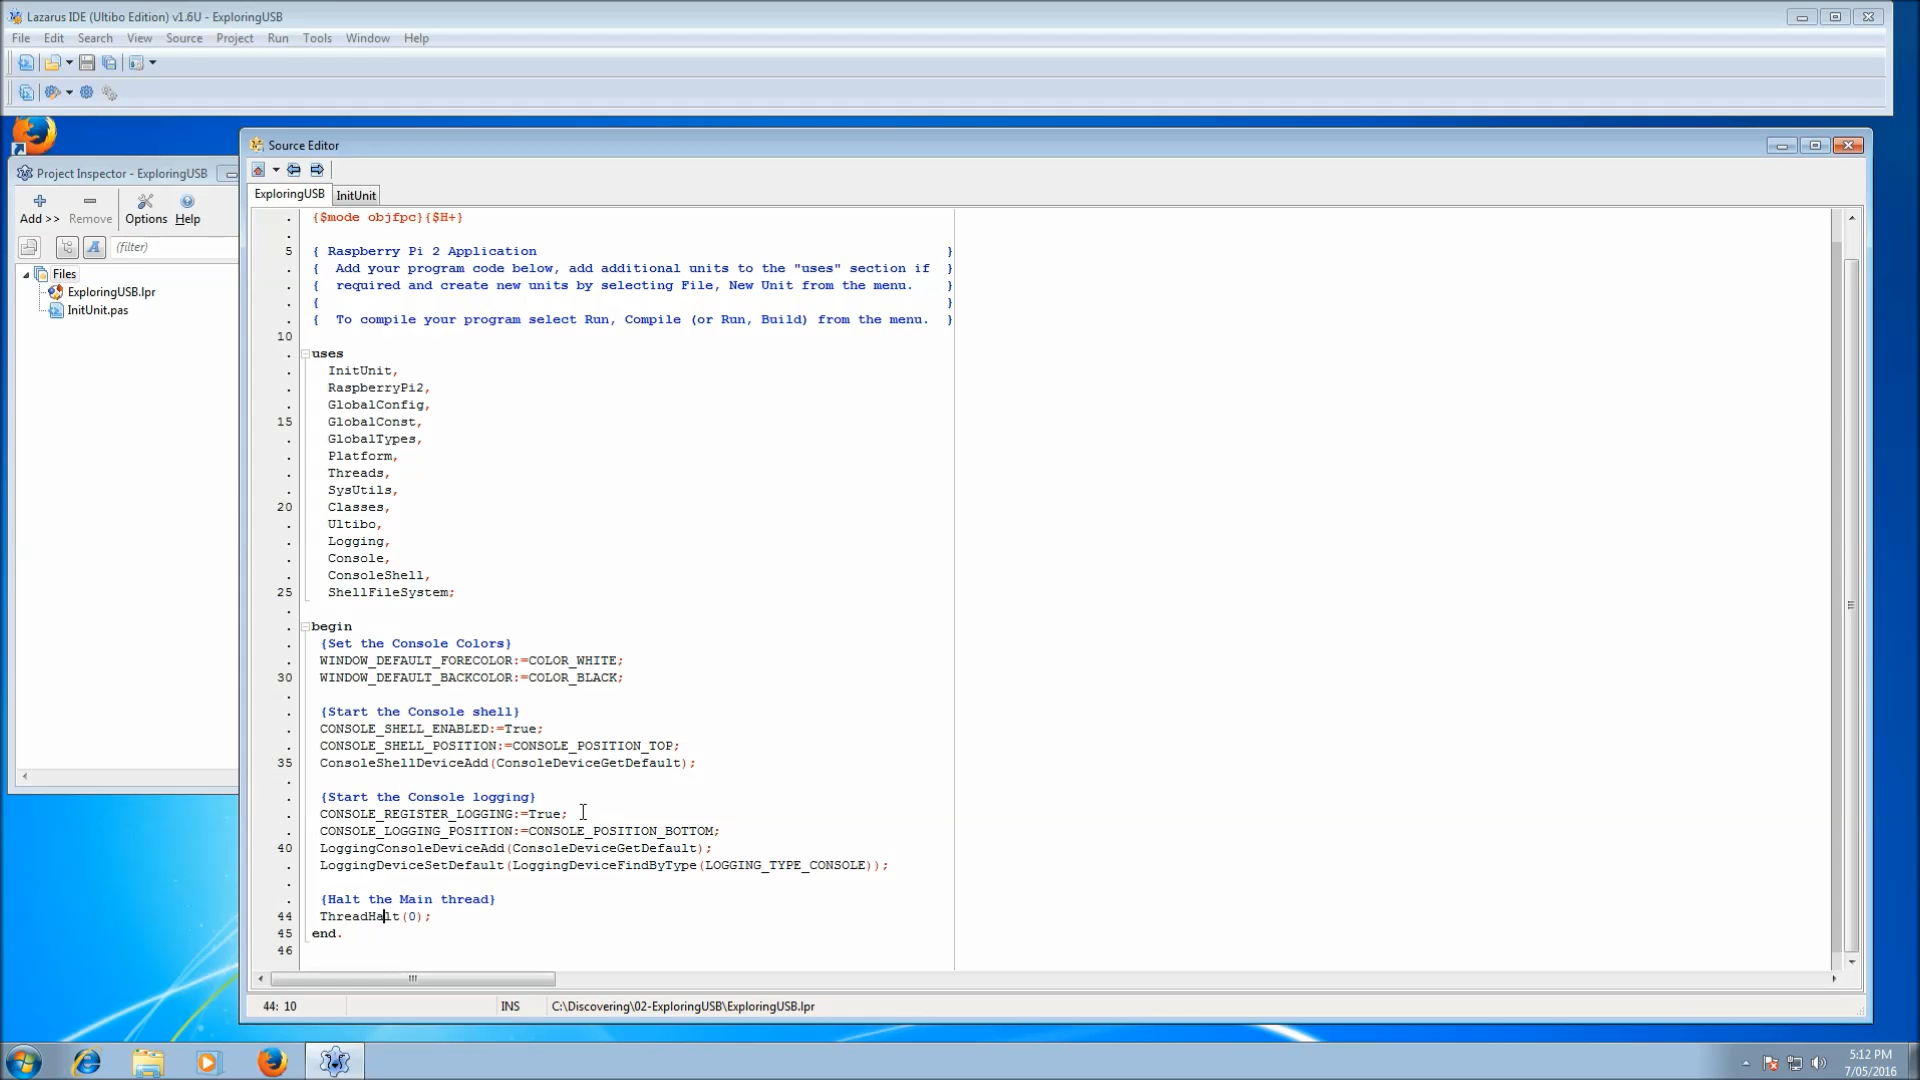 Lazarus IDE (Ultibo Edition) v1.6U - ExploringUSB
File Edit Search View Source Project Run Tools Window Help
Source Editor
Project Inspector - ExploringUSB
Add >> Remove Options Help
(filter)
Files
ExploringUSB.lpr
InitUnit.pas
ExploringUSB InitUnit
. {$mode objfpc}{$H+}
.
5 { Raspberry Pi 2 Application }
. { Add your program code below, add additional units to the "uses" section if }
. { required and create new units by selecting File, New Unit from the menu. }
. { }
. { To compile your program select Run, Compile (or Run, Build) from the menu. }
10
. uses
. InitUnit,
. RaspberryPi2,
. GlobalConfig,
15 GlobalConst,
. GlobalTypes,
. Platform,
. Threads,
. SysUtils,
20 Classes,
. Ultibo,
. Logging,
. Console,
. ConsoleShell,
25 ShellFileSystem;
.
. begin
. {Set the Console Colors}
. WINDOW_DEFAULT_FORECOLOR:=COLOR_WHITE;
30 WINDOW_DEFAULT_BACKCOLOR:=COLOR_BLACK;
.
. {Start the Console shell}
. CONSOLE_SHELL_ENABLED:=True;
. CONSOLE_SHELL_POSITION:=CONSOLE_POSITION_TOP;
35 ConsoleShellDeviceAdd(ConsoleDeviceGetDefault);
.
. {Start the Console logging}
. CONSOLE_REGISTER_LOGGING:=True;
. CONSOLE_LOGGING_POSITION:=CONSOLE_POSITION_BOTTOM;
40 LoggingConsoleDeviceAdd(ConsoleDeviceGetDefault);
. LoggingDeviceSetDefault(LoggingDeviceFindByType(LOGGING_TYPE_CONSOLE));
.
. {Halt the Main thread}
44 ThreadHalt(0);
45 end.
46
44: 10 INS C:\Discovering\02-ExploringUSB\ExploringUSB.lpr
5:12 PM
7/05/2016